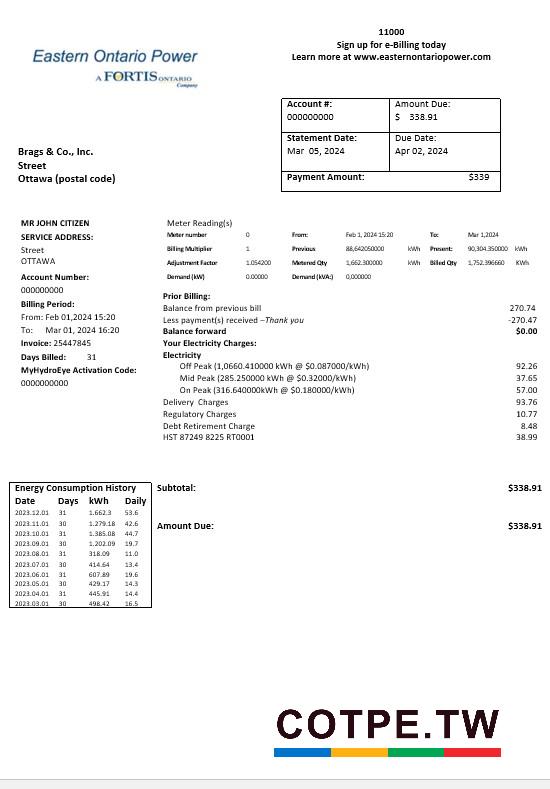 11000
Sign up for e-Billing today
Learn more at www.easternontariopower.com
Eastern Ontario Power
A FORTIS ONTARIO
Company
Account #: Amount Due:
000000000 $ 338.91
Statement Date: Due Date:
Mar 05, 2024 Apr 02, 2024
Payment Amount: $339
Brags & Co., Inc.
Street
Ottawa (postal code)
MR JOHN CITIZEN
SERVICE ADDRESS:
Street
OTTAWA
Account Number:
000000000
Billing Period:
From: Feb 01,2024 15:20
To: Mar 01, 2024 16:20
Invoice: 25447845
Days Billed: 31
MyHydroEye Activation Code:
0000000000
Meter Reading(s)
Meter number 0 From: Feb 1, 2024 15:20 To: Mar 1,2024
Billing Multiplier 1 Previous 88,642050000 kWh Present: 90,304.350000 kWh
Adjustment Factor 1.054200 Metered Qty 1,662.300000 kWh Billed Qty 1,752.396660 kWh
Demand (kW) 0.00000 Demand (kVA:) 0,000000
Prior Billing:
Balance from previous bill 270.74
Less payment(s) received –Thank you -270.47
Balance forward $0.00
Your Electricity Charges:
Electricity
Off Peak (1,0660.410000 kWh @ $0.087000/kWh) 92.26
Mid Peak (285.250000 kWh @ $0.32000/kWh) 37.65
On Peak (316.640000kWh @ $0.180000/kWh) 57.00
Delivery Charges 93.76
Regulatory Charges 10.77
Debt Retirement Charge 8.48
HST 87249 8225 RT0001 38.99
Energy Consumption History
Date Days kWh Daily
2023.12.01 31 1.662.3 53.6
2023.11.01 30 1.279.18 42.6
2023.10.01 31 1.385.08 44.7
2023.09.01 30 1,202.09 19.7
2023.08.01 31 318.09 11.0
2023.07.01 30 414.64 13.4
2023.06.01 31 607.89 19.6
2023.05.01 30 429.17 14.3
2023.04.01 31 445.91 14.4
2023.03.01 30 498.42 16.5
Subtotal: $338.91
Amount Due: $338.91
COTPE.TW